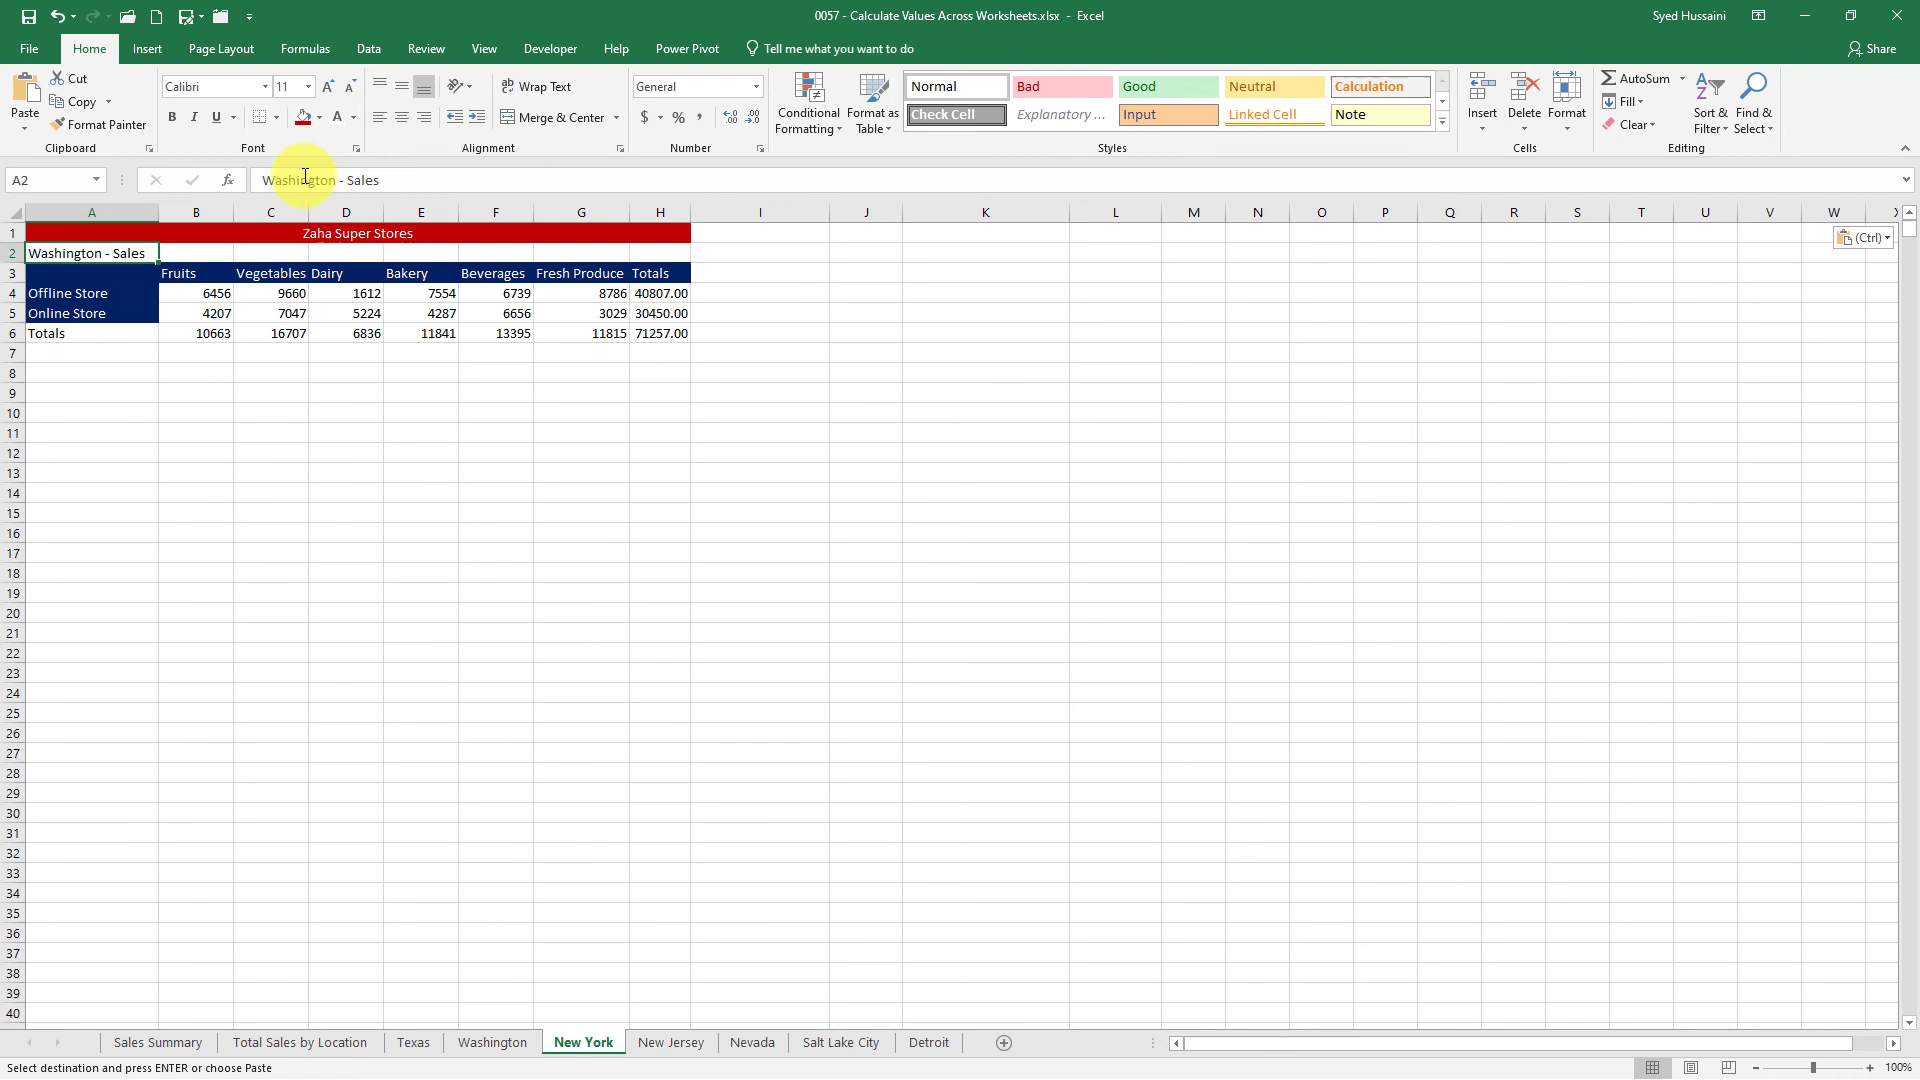 0057 - Calculate Values Across Worksheets.xlsx - Excel
Syed Hussaini
File Home Insert Page Layout Formulas Data Review View Developer Help Power Pivot Tell me what you want to do Share
Paste
Cut
Copy
Format Painter
Clipboard
Calibri 11
B I U
Font
Wrap Text
Merge & Center
Alignment
General
$ % ,
Number
Conditional Formatting
Format as Table
Normal Bad Good Neutral Calculation
Check Cell Explanatory ... Input Linked Cell Note
Styles
Insert Delete Format
Cells
AutoSum
Fill
Clear
Sort & Filter
Find & Select
Editing
A2 fx Washington - Sales
A B C D E F G H I J K L M N O P Q R S T U V W X
1 Zaha Super Stores
2 Washington - Sales (Ctrl)
3 Fruits Vegetables Dairy Bakery Beverages Fresh Produce Totals
4 Offline Store 6456 9660 1612 7554 6739 8786 40807.00
5 Online Store 4207 7047 5224 4287 6656 3029 30450.00
6 Totals 10663 16707 6836 11841 13395 11815 71257.00
7
8
9
10
11
12
13
14
15
16
17
18
19
20
21
22
23
24
25
26
27
28
29
30
31
32
33
34
35
36
37
38
39
40
Sales Summary Total Sales by Location Texas Washington New York New Jersey Nevada Salt Lake City Detroit
Select destination and press ENTER or choose Paste
100%